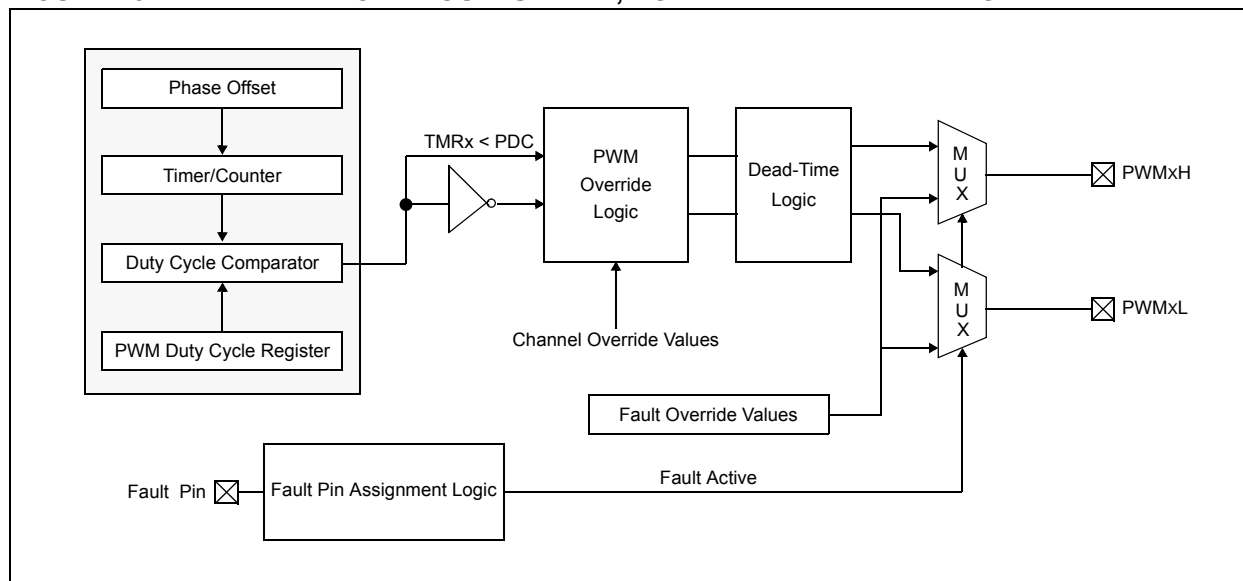 Phase Offset
Timer/Counter
Duty Cycle Comparator
PWM Duty Cycle Register
TMRx < PDC
PWM
Override
Logic
Channel Override Values
Dead-Time
Logic
M
U
X
PWMxH
M
U
X
PWMxL
Fault Override Values
Fault Pin
Fault Pin Assignment Logic
Fault Active